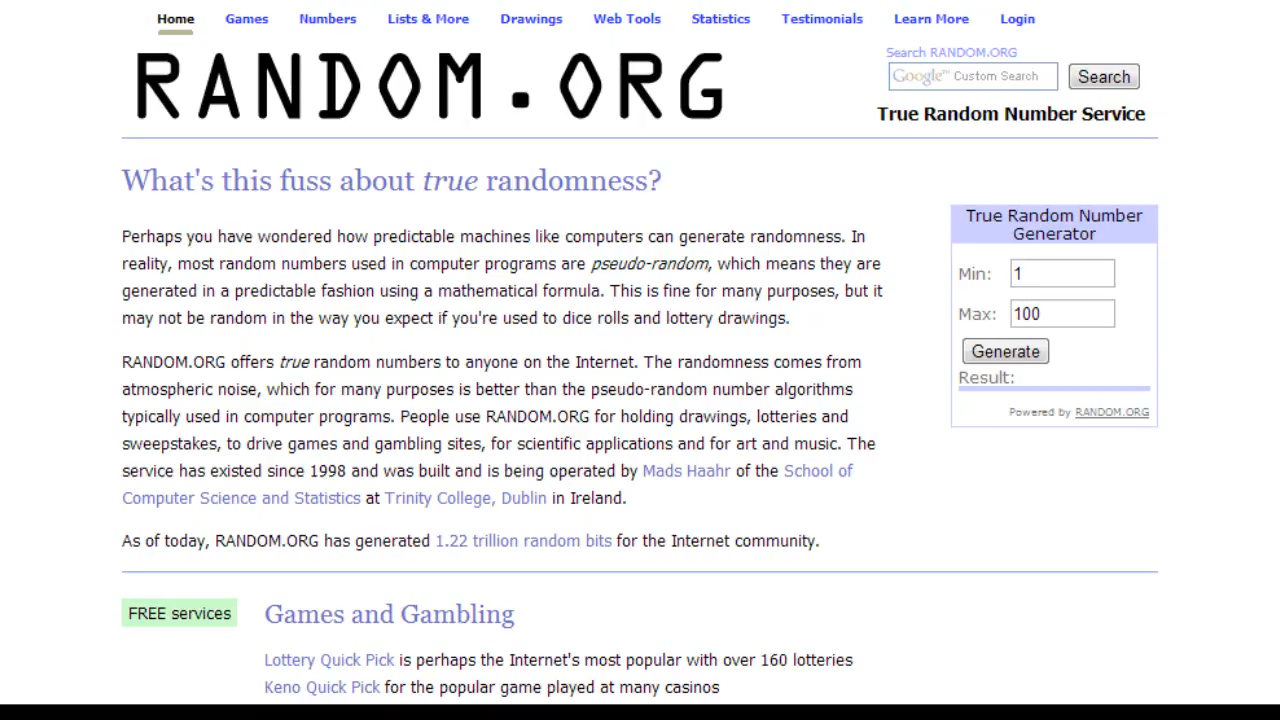 Home Games Numbers Lists & More Drawings Web Tools Statistics Testimonials Learn More Login
RANDOM.ORG
Search RANDOM.ORG
Google™ Custom Search Search
True Random Number Service
What's this fuss about true randomness?
Perhaps you have wondered how predictable machines like computers can generate randomness. In
reality, most random numbers used in computer programs are pseudo-random, which means they are
generated in a predictable fashion using a mathematical formula. This is fine for many purposes, but it
may not be random in the way you expect if you're used to dice rolls and lottery drawings.
RANDOM.ORG offers true random numbers to anyone on the Internet. The randomness comes from
atmospheric noise, which for many purposes is better than the pseudo-random number algorithms
typically used in computer programs. People use RANDOM.ORG for holding drawings, lotteries and
sweepstakes, to drive games and gambling sites, for scientific applications and for art and music. The
service has existed since 1998 and was built and is being operated by Mads Haahr of the School of
Computer Science and Statistics at Trinity College, Dublin in Ireland.
As of today, RANDOM.ORG has generated 1.22 trillion random bits for the Internet community.
True Random Number
Generator
Min: 1
Max: 100
Generate
Result:
Powered by RANDOM.ORG
FREE services
Games and Gambling
Lottery Quick Pick is perhaps the Internet's most popular with over 160 lotteries
Keno Quick Pick for the popular game played at many casinos